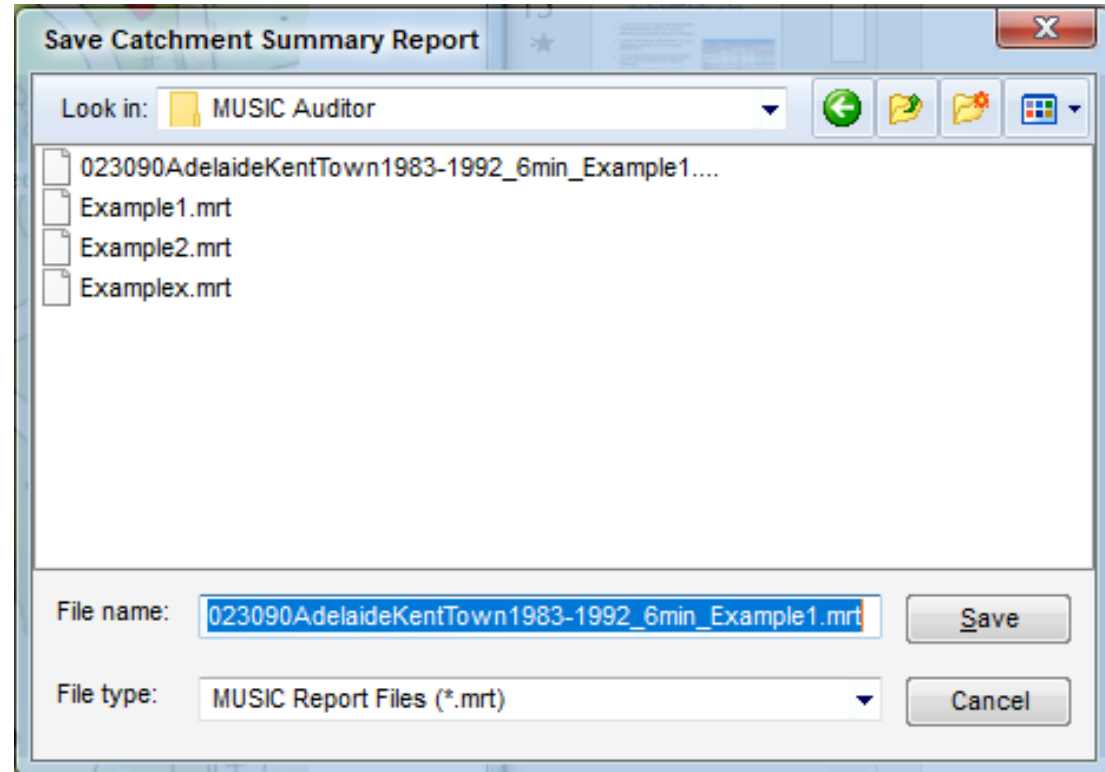 Save Catchment Summary Report
Look in: MUSIC Auditor
023090AdelaideKentTown1983-1992_6min_Example1....
Example1.mrt
Example2.mrt
Examplex.mrt
File name: 023090AdelaideKentTown1983-1992_6min_Example1.mrt Save
File type: MUSIC Report Files (*.mrt) Cancel